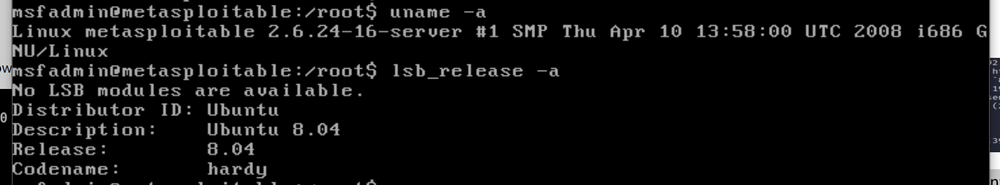 msfadmin@metasploitable:/root$ uname -a
Linux metasploitable 2.6.24-16-server #1 SMP Thu Apr 10 13:58:00 UTC 2008 i686 G
NU/Linux
msfadmin@metasploitable:/root$ lsb_release -a
No LSB modules are available.
Distributor ID: Ubuntu
Description:    Ubuntu 8.04
Release:        8.04
Codename:       hardy